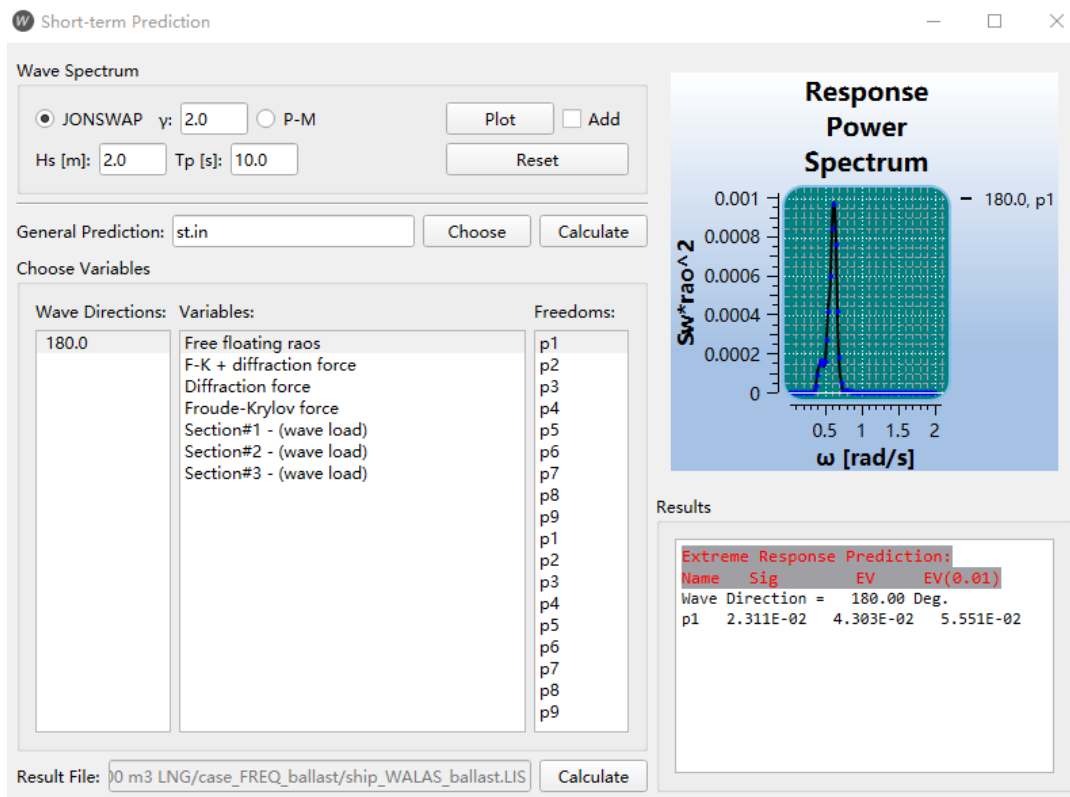 W Short-term Prediction
Wave Spectrum
JONSWAP γ: 2.0 P-M Plot Add
Hs [m]: 2.0 Tp [s]: 10.0 Reset
General Prediction: st.in Choose Calculate
Choose Variables
Wave Directions: Variables: Freedoms:
180.0 Free floating raos p1
F-K + diffraction force p2
Diffraction force p3
Froude-Krylov force p4
Section#1 - (wave load) p5
Section#2 - (wave load) p6
Section#3 - (wave load) p7
p8
p9
p1
p2
p3
p4
p5
p6
p7
p8
p9
Result File: 00 m3 LNG/case_FREQ_ballast/ship_WALAS_ballast.LIS Calculate
Response
Power
Spectrum
180.0, p1
Sw*rao^2
0.001
0.0008
0.0006
0.0004
0.0002
0
0.5 1 1.5 2
ω [rad/s]
Results
Extreme Response Prediction:
Name Sig EV EV(0.01)
Wave Direction = 180.00 Deg.
p1 2.311E-02 4.303E-02 5.551E-02